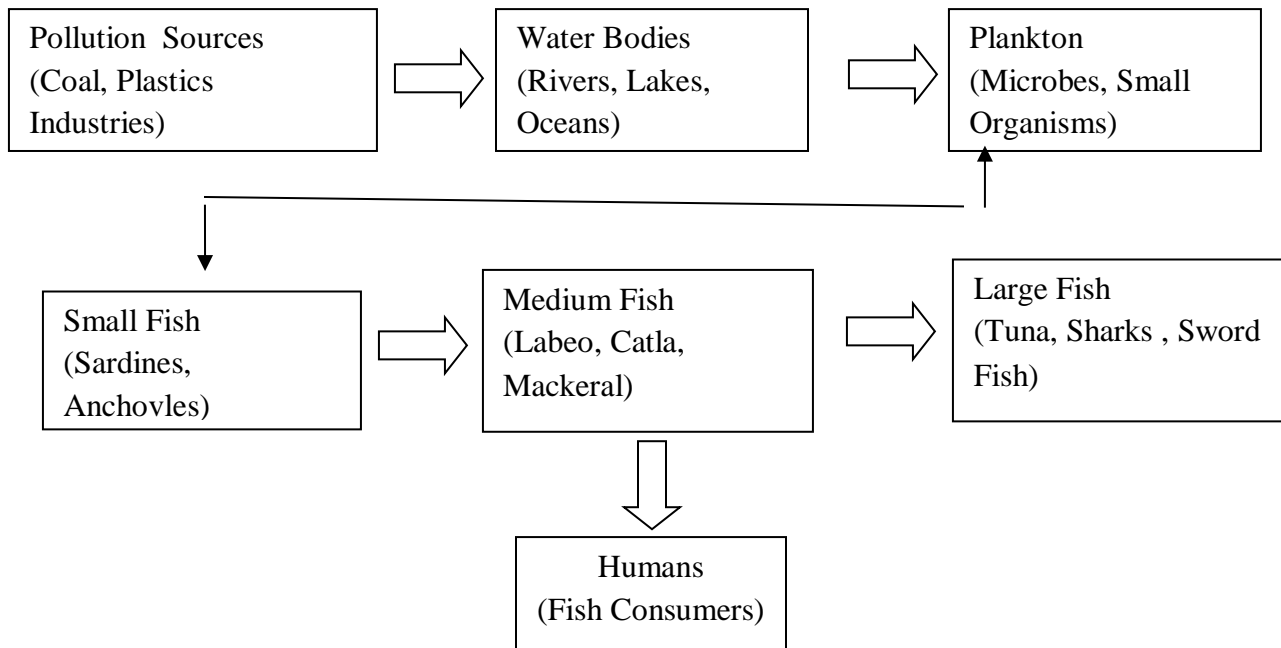 Pollution Sources
(Coal, Plastics
Industries)
Water Bodies
(Rivers, Lakes,
Oceans)
Plankton
(Microbes, Small
Organisms)
Small Fish
(Sardines,
Anchovles)
Medium Fish
(Labeo, Catla,
Mackeral)
Large Fish
(Tuna, Sharks , Sword
Fish)
Humans
(Fish Consumers)